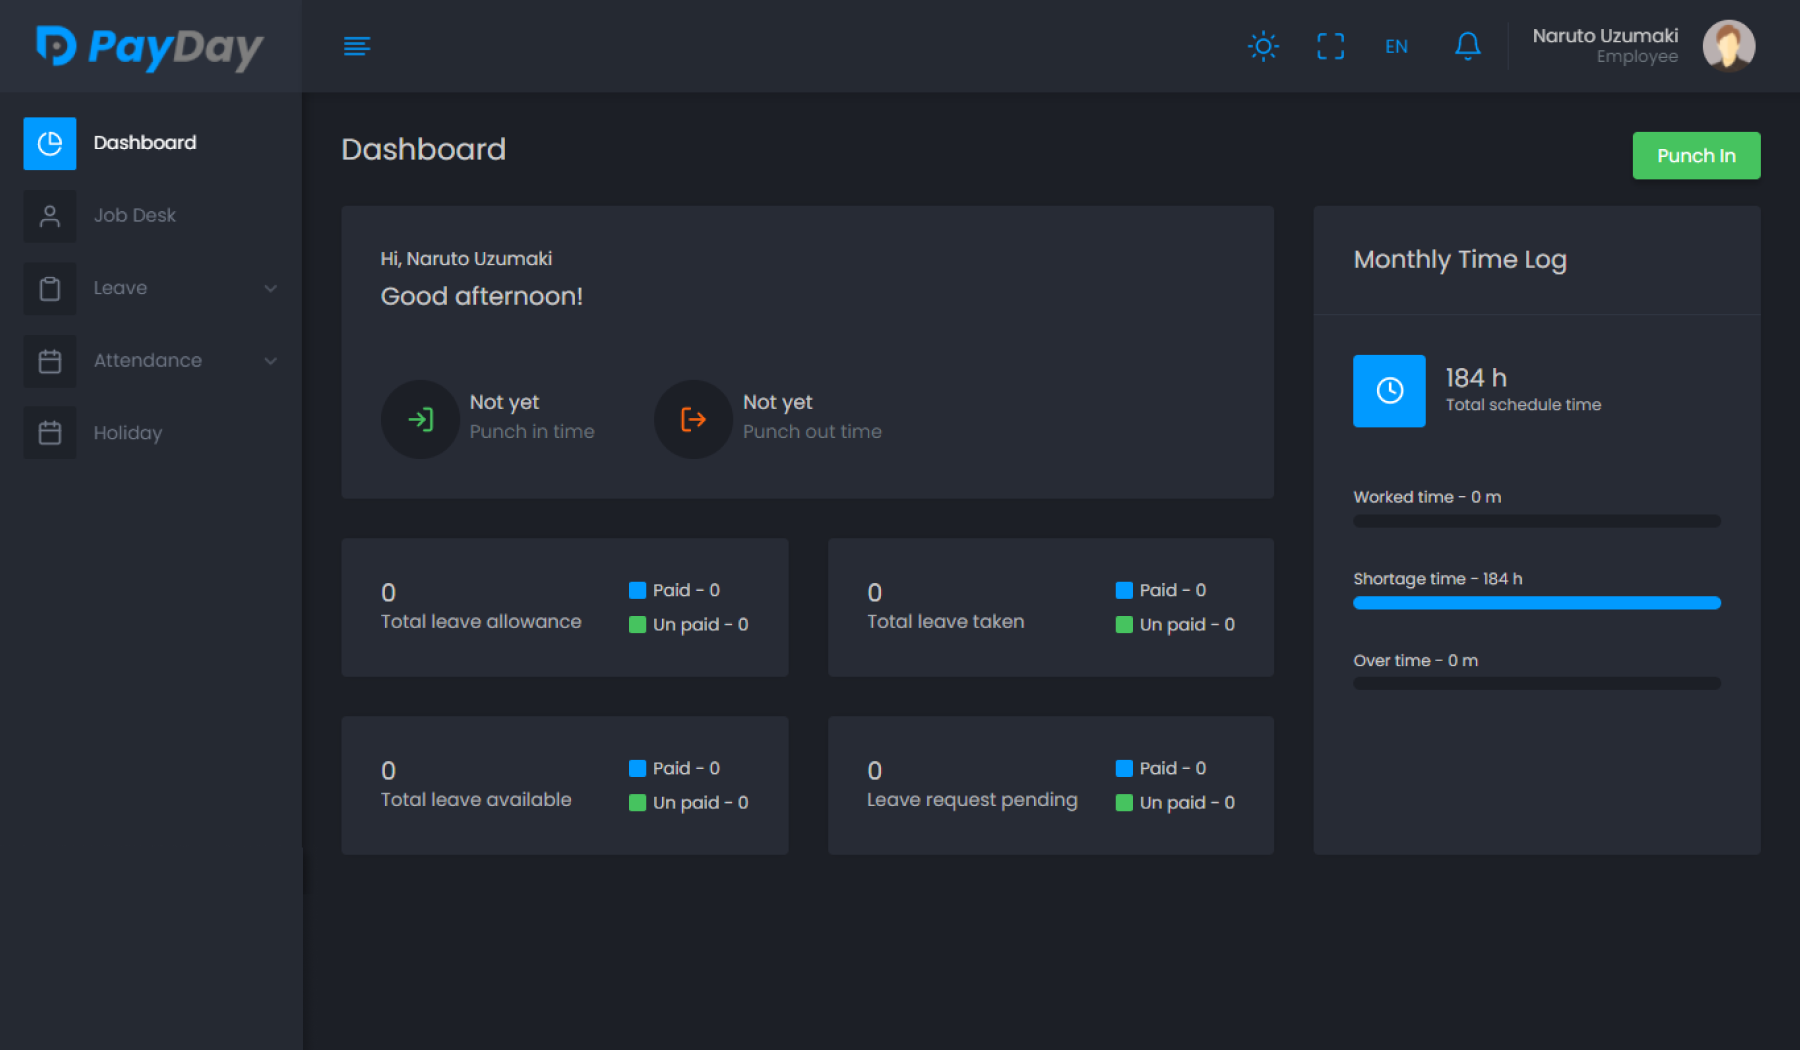 PayDay
EN
Naruto Uzumaki
Employee
Dashboard
Job Desk
Leave
Attendance
Holiday
Dashboard
Punch In
Hi, Naruto Uzumaki
Good afternoon!
Not yet
Punch in time
Not yet
Punch out time
0
Total leave allowance
Paid - 0
Un paid - 0
0
Total leave taken
Paid - 0
Un paid - 0
0
Total leave available
Paid - 0
Un paid - 0
0
Leave request pending
Paid - 0
Un paid - 0
Monthly Time Log
184 h
Total schedule time
Worked time - 0 m
Shortage time - 184 h
Over time - 0 m